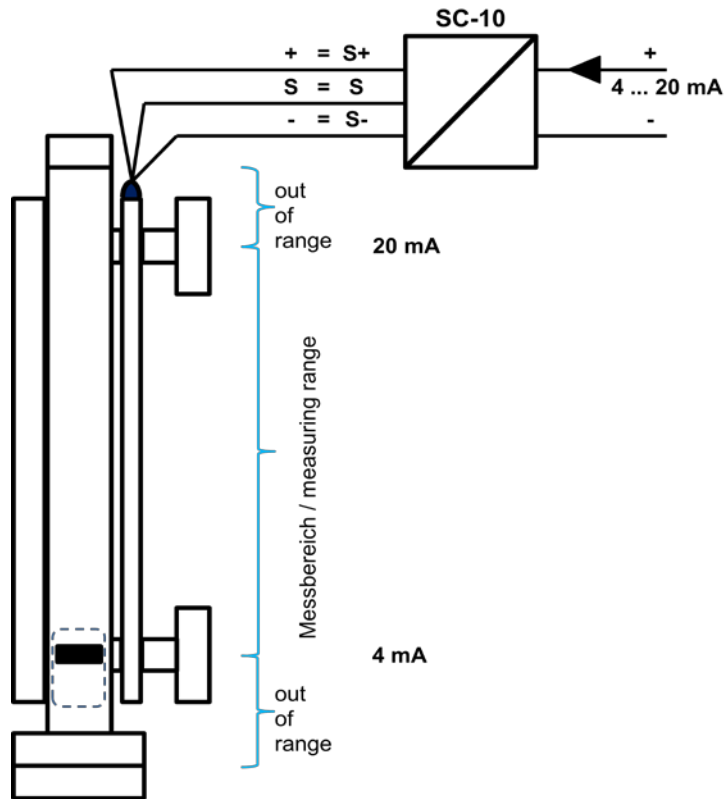 SC-10
+ = S+
S = S
- = S-
+
4 ... 20 mA
-
out
of
range
20 mA
Messbereich / measuring range
4 mA
out
of
range